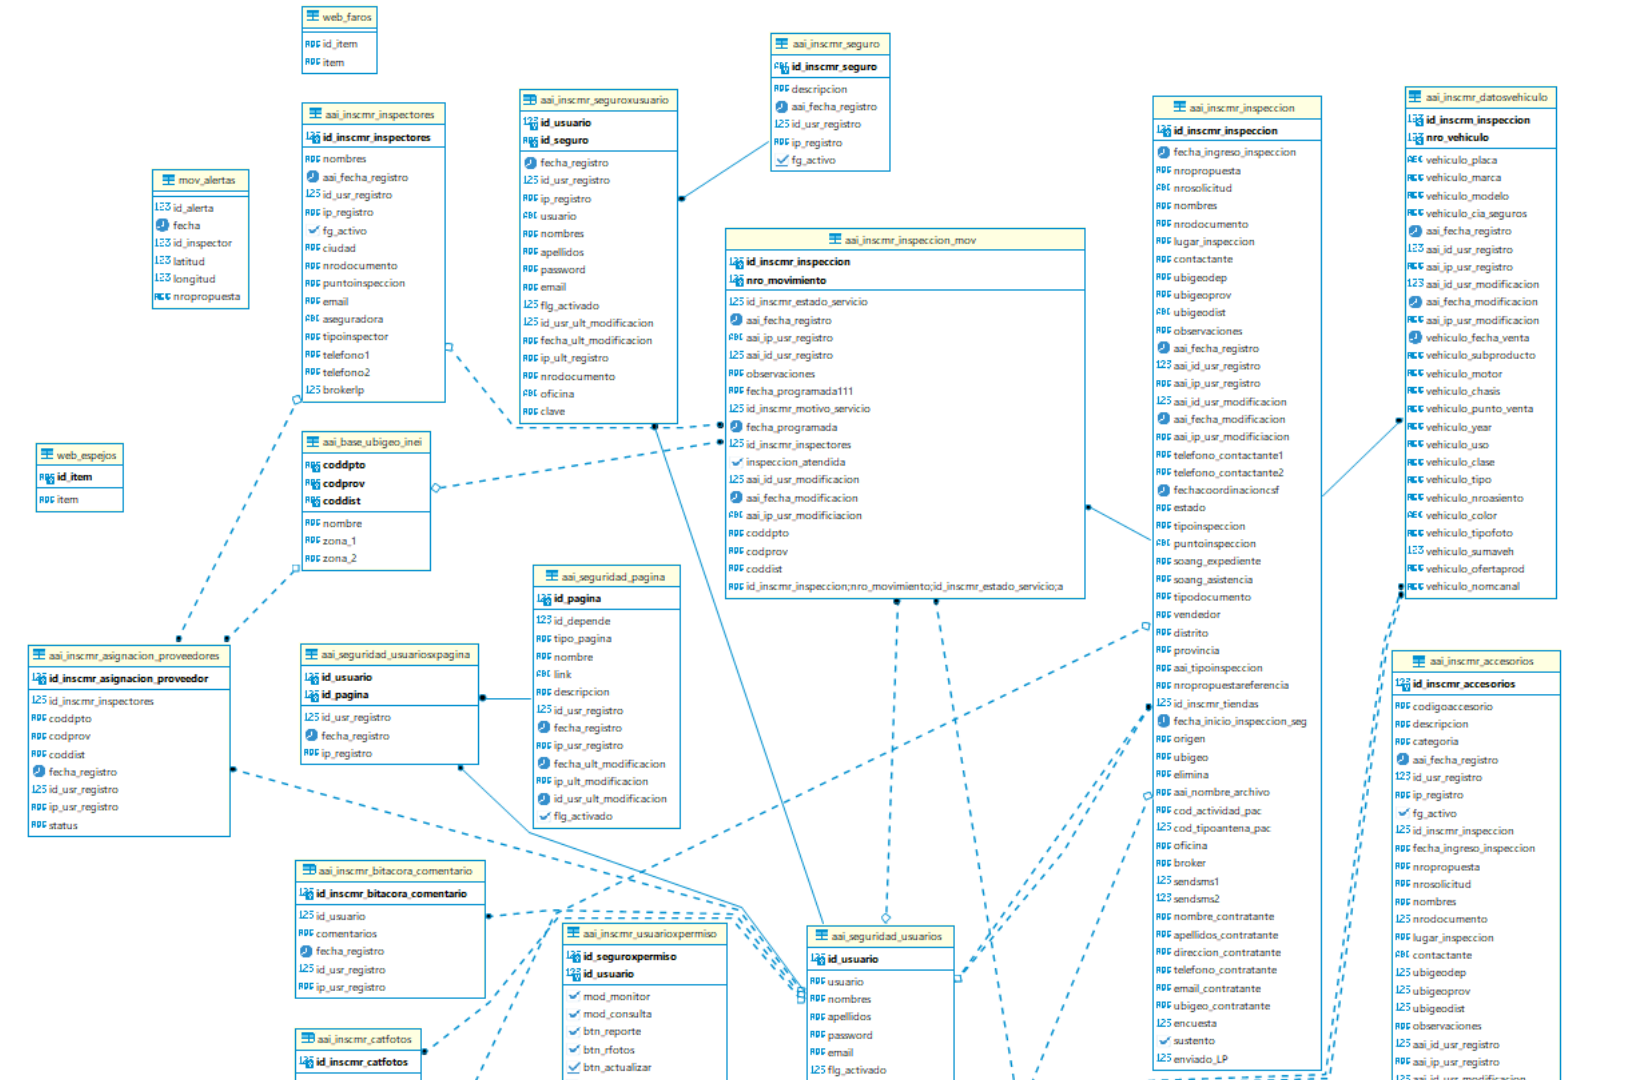 web_faros
id_item
item
aai_inscmr_seguro
id_inscmr_seguro
descripcion
aai_fecha_registro
id_usr_registro
ip_registro
fg_activo
aai_inscmr_inspectores
id_inscmr_inspectores
nombres
aai_fecha_registro
id_usr_registro
ip_registro
fg_activo
ciudad
nrodocumento
puntoinspeccion
email
aseguradora
tipoinspector
telefono1
telefono2
brokerlp
aai_inscmr_seguroxusuario
id_usuario
id_seguro
fecha_registro
id_usr_registro
ip_registro
usuario
nombres
apellidos
password
email
flg_activado
id_usr_ult_modificacion
fecha_ult_modificacion
ip_ult_registro
nrodocumento
oficina
clave
mov_alertas
id_alerta
fecha
id_inspector
latitud
longitud
nropropuesta
aai_inscmr_inspeccion_mov
id_inscmr_inspeccion
nro_movimiento
id_inscmr_estado_servicio
aai_fecha_registro
aai_ip_usr_registro
aai_id_usr_registro
observaciones
fecha_programada111
id_inscmr_motivo_servicio
fecha_programada
id_inscmr_inspectores
inspeccion_atendida
aai_id_usr_modificacion
aai_fecha_modificacion
aai_ip_usr_modificiacion
coddpto
codprov
coddist
id_inscmr_inspeccion;nro_movimiento;id_inscmr_estado_servicio;a
aai_inscmr_inspeccion
id_inscmr_inspeccion
fecha_ingreso_inspeccion
nropropuesta
nrosolicitud
nombres
nrodocumento
lugar_inspeccion
contactante
ubigeodep
ubigeoprov
ubigeodist
observaciones
aai_fecha_registro
aai_id_usr_registro
aai_ip_usr_registro
aai_id_usr_modificacion
aai_fecha_modificacion
aai_ip_usr_modificiacion
telefono_contactante1
telefono_contactante2
fechacoordinacioncsf
estado
tipoinspeccion
puntoinspeccion
soang_expediente
soang_asistencia
tipodocumento
vendedor
distrito
provincia
aai_tipoinspeccion
nropropuestareferencia
id_inscmr_tiendas
fecha_inicio_inspeccion_seg
origen
ubigeo
elimina
aai_nombre_archivo
cod_actividad_pac
cod_tipoantena_pac
oficina
broker
sendsms1
sendsms2
nombre_contratante
apellidos_contratante
direccion_contratante
telefono_contratante
email_contratante
ubigeo_contratante
encuesta
sustento
enviado_LP
aai_inscmr_datosvehiculo
id_inscrm_inspeccion
nro_vehiculo
vehiculo_placa
vehiculo_marca
vehiculo_modelo
vehiculo_cia_seguros
aai_fecha_registro
aai_id_usr_registro
aai_ip_usr_registro
aai_id_usr_modificacion
aai_fecha_modificacion
aai_ip_usr_modificacion
vehiculo_fecha_venta
vehiculo_subproducto
vehiculo_motor
vehiculo_chasis
vehiculo_punto_venta
vehiculo_year
vehiculo_uso
vehiculo_clase
vehiculo_tipo
vehiculo_nroasiento
vehiculo_color
vehiculo_tipofoto
vehiculo_sumaveh
vehiculo_ofertaprod
vehiculo_nomcanal
web_espejos
id_item
item
aai_base_ubigeo_inei
coddpto
codprov
coddist
nombre
zona_1
zona_2
aai_seguridad_pagina
id_pagina
id_depende
tipo_pagina
nombre
link
descripcion
id_usr_registro
fecha_registro
ip_usr_registro
fecha_ult_modificacion
ip_ult_modificacion
id_usr_ult_modificacion
flg_activado
aai_inscmr_asignacion_proveedores
id_inscmr_asignacion_proveedor
id_inscmr_inspectores
coddpto
codprov
coddist
fecha_registro
id_usr_registro
ip_usr_registro
status
aai_seguridad_usuariosxpagina
id_usuario
id_pagina
id_usr_registro
fecha_registro
ip_registro
aai_inscmr_accesorios
id_inscmr_accesorios
codigoaccesorio
descripcion
categoria
aai_fecha_registro
id_usr_registro
ip_registro
fg_activo
id_inscmr_inspeccion
fecha_ingreso_inspeccion
nropropuesta
nrosolicitud
nombres
nrodocumento
lugar_inspeccion
contactante
ubigeodep
ubigeoprov
ubigeodist
observaciones
aai_id_usr_registro
aai_ip_usr_registro
aai_id_usr_modificacion
aai_inscmr_bitacora_comentario
id_inscmr_bitacora_comentario
id_usuario
comentarios
fecha_registro
id_usr_registro
ip_usr_registro
aai_inscmr_usuarioxpermiso
id_seguroxpermiso
id_usuario
mod_monitor
mod_consulta
btn_reporte
btn_rfotos
btn_actualizar
aai_seguridad_usuarios
id_usuario
usuario
nombres
apellidos
password
email
flg_activado
aai_inscmr_catfotos
id_inscmr_catfotos